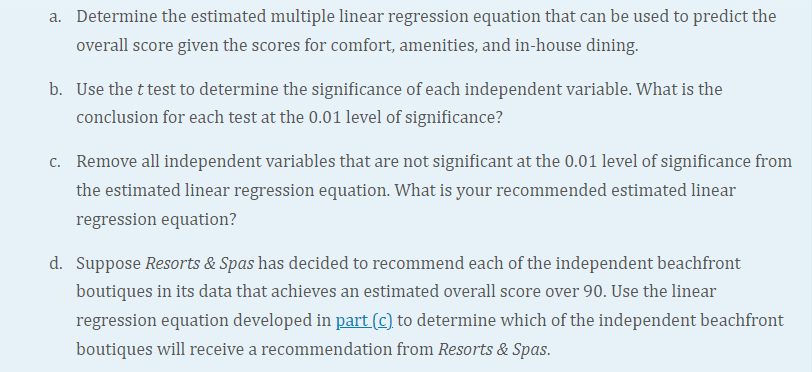 a. Determine the estimated multiple linear regression equation that can be used to predict the
overall score given the scores for comfort, amenities, and in-house dining.
b. Use the t test to determine the significance of each independent variable. What is the
conclusion for each test at the 0.01 level of significance?
c. Remove all independent variables that are not significant at the 0.01 level of significance from
the estimated linear regression equation. What is your recommended estimated linear
regression equation?
d. Suppose Resorts & Spas has decided to recommend each of the independent beachfront
boutiques in its data that achieves an estimated overall score over 90. Use the linear
regression equation developed in part (c) to determine which of the independent beachfront
boutiques will receive a recommendation from Resorts & Spas.